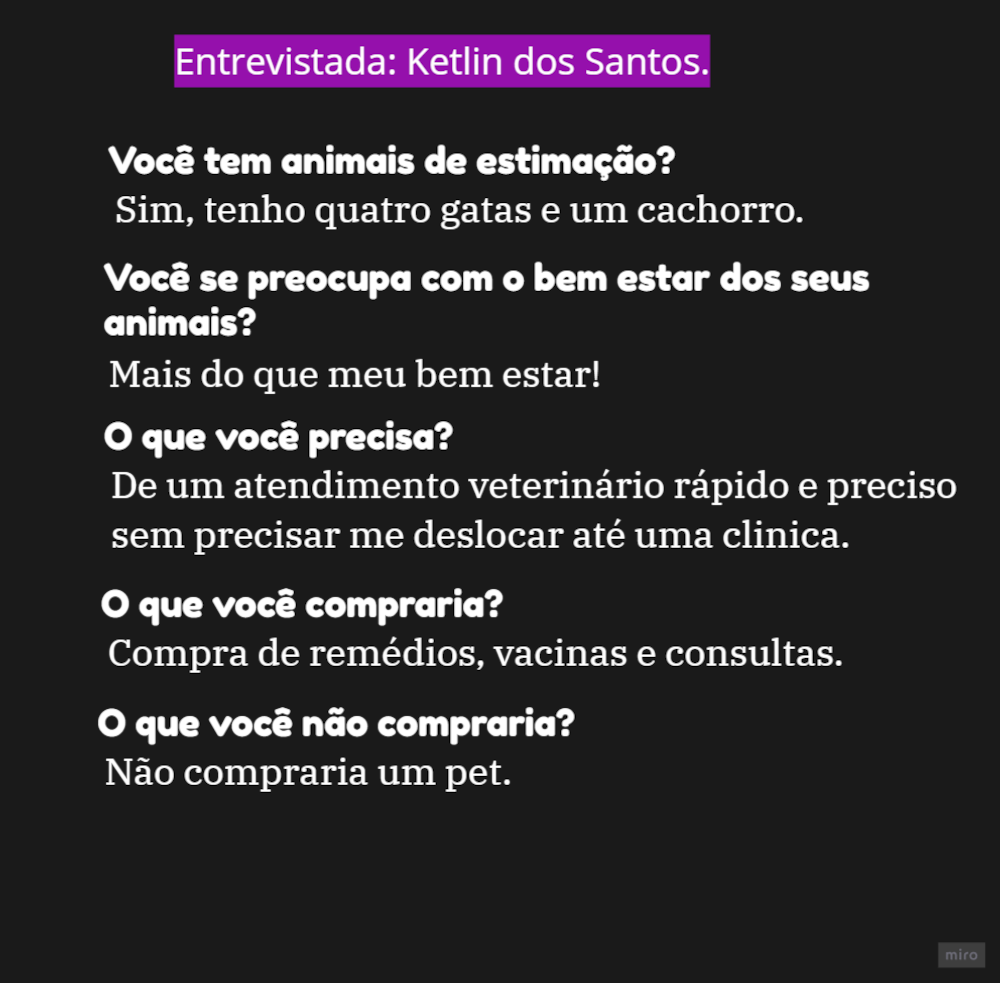 Entrevistada: Ketlin dos Santos.
Você tem animais de estimação?
Sim, tenho quatro gatas e um cachorro.
Você se preocupa com o bem estar dos seus
animais?
Mais do que meu bem estar!
O que você precisa?
De um atendimento veterinário rápido e preciso
sem precisar me deslocar até uma clinica.
O que você compraria?
Compra de remédios, vacinas e consultas.
O que você não compraria?
Não compraria um pet.
miro